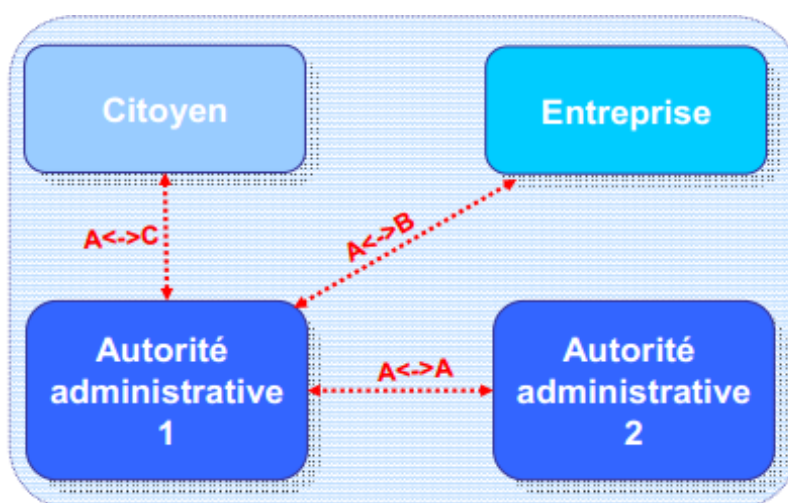 Citoyen
Entreprise
A<->C
A<->B
Autorité
administrative
1
A<->A
Autorité
administrative
2